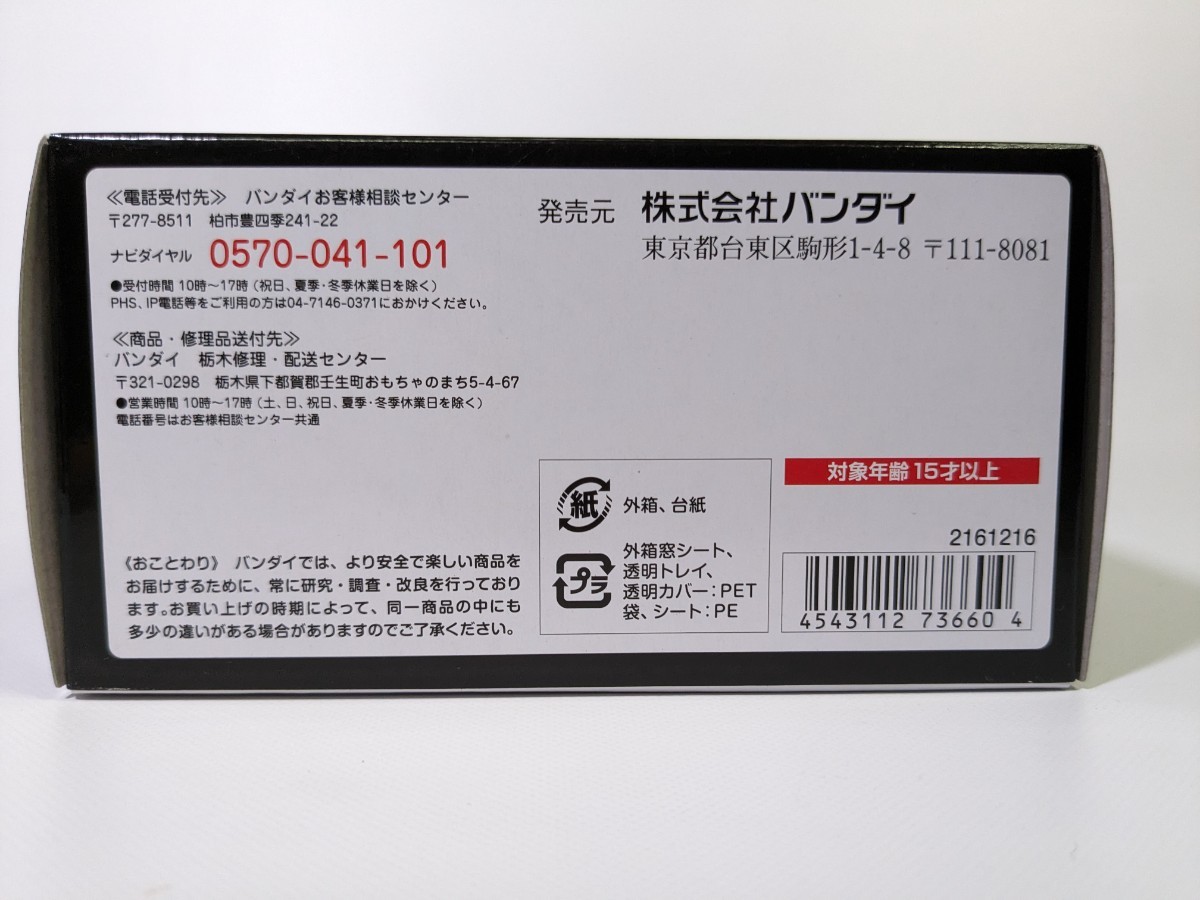 ≪電話受付先≫ バンダイお客様相談センター
〒277-8511 柏市豊四季241-22
ナビダイヤル 0570-041-101
●受付時間 10時～17時（祝日、夏季・冬季休業日を除く）
PHS、IP電話等をご利用の方は04-7146-0371におかけください。
≪商品・修理品送付先≫
バンダイ 栃木修理・配送センター
〒321-0298 栃木県下都賀郡壬生町おもちゃのまち5-4-67
●営業時間 10時～17時（土、日、祝日、夏季・冬季休業日を除く）
電話番号はお客様相談センター共通
《おことわり》 バンダイでは、より安全で楽しい商品を
お届けするために、常に研究・調査・改良を行っており
ます。お買い上げの時期によって、同一商品の中にも
多少の違いがある場合がありますのでご了承ください。
発売元 株式会社バンダイ
東京都台東区駒形1-4-8 〒111-8081
紙 外箱、台紙
プラ 外箱窓シート、
透明トレイ、
透明カバー：PET
袋、シート：PE
対象年齢 15才以上
2161216
4543112 73660 4